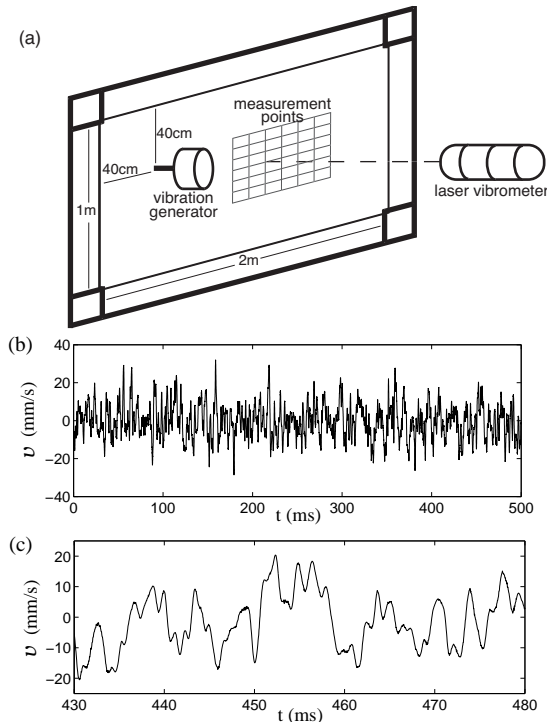 (a)
measurement
points
40cm
40cm
vibration
generator
laser vibrometer
1m
2m
(b)
40
20
0
−20
−40
υ (mm/s)
0
100
200
300
400
500
t (ms)
(c)
20
10
0
−10
−20
υ (mm/s)
430
440
450
460
470
480
t (ms)